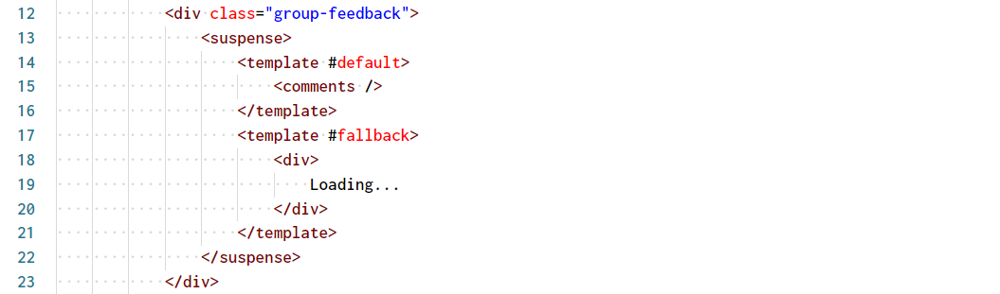 12 <div class="group-feedback">
13 <suspense>
14 <template #default>
15 <comments />
16 </template>
17 <template #fallback>
18 <div>
19 Loading...
20 </div>
21 </template>
22 </suspense>
23 </div>